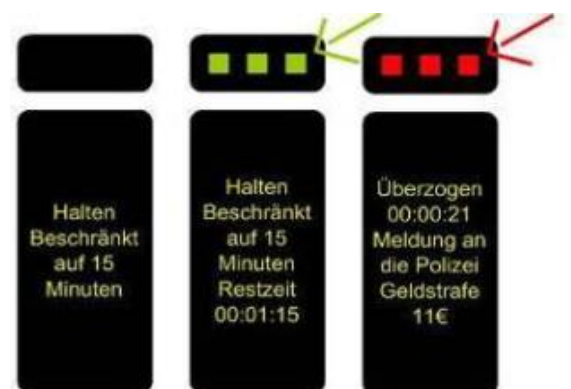 Halten
Beschränkt
auf 15
Minuten
Halten
Beschränkt
auf 15
Minuten
Restzeit
00:01:15
Überzogen
00:00:21
Meldung an
die Polizei
Geldstrafe
11€